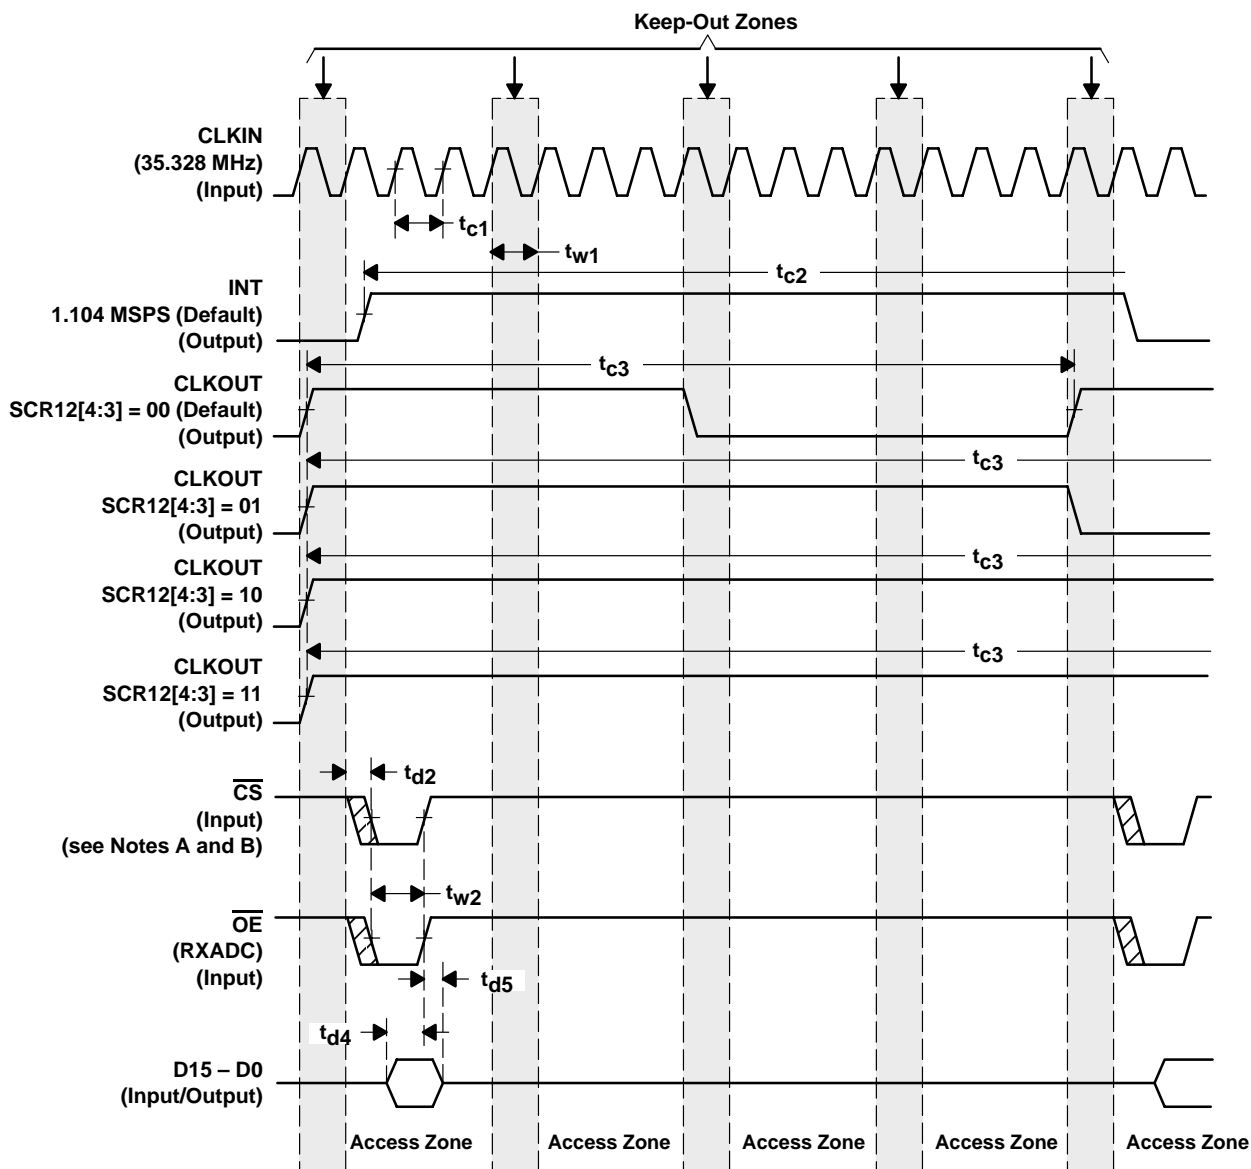 Keep-Out Zones
CLKIN
(35.328 MHz)
(Input)
tc1
tw1
tc2
INT
1.104 MSPS (Default)
(Output)
tc3
CLKOUT
SCR12[4:3] = 00 (Default)
(Output)
tc3
CLKOUT
SCR12[4:3] = 01
(Output)
tc3
CLKOUT
SCR12[4:3] = 10
(Output)
tc3
CLKOUT
SCR12[4:3] = 11
(Output)
td2
CS
(Input)
(see Notes A and B)
tw2
OE
(RXADC)
(Input)
td5
td4
D15 – D0
(Input/Output)
Access Zone Access Zone Access Zone Access Zone Access Zone